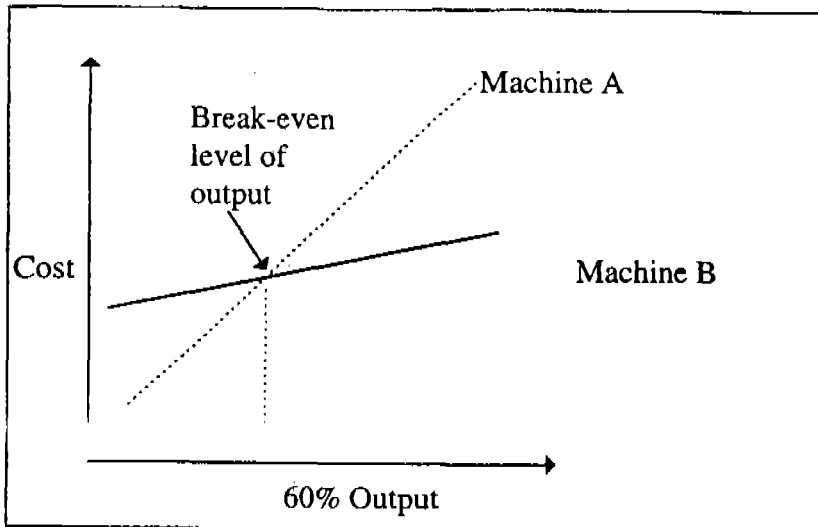 Machine A
Break-even
level of
output
Cost
Machine B
60% Output